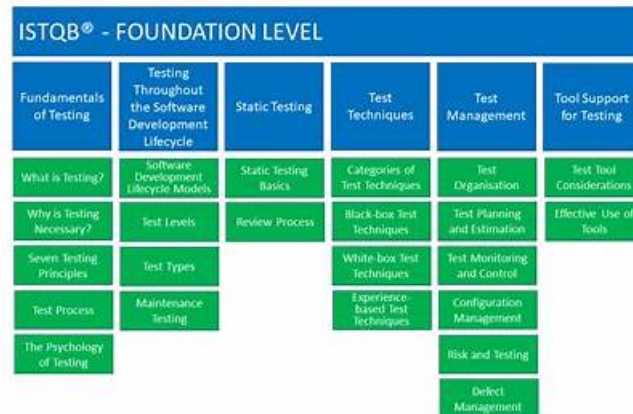 ISTQB® - FOUNDATION LEVEL
Fundamentals
of Testing
Testing
Throughout
the Software
Development
Lifecycle
Static Testing
Test
Techniques
Test
Management
Tool Support
for Testing
What is Testing?
Why is Testing
Necessary?
Seven Testing
Principles
Test Process
The Psychology
of Testing
Software
Development
Lifecycle Models
Test Levels
Test Types
Maintenance
Testing
Static Testing
Basics
Review Process
Categories of
Test Techniques
Black-box Test
Techniques
White-box Test
Techniques
Experience-
based Test
Techniques
Test
Organisation
Test Planning
and Estimation
Test Monitoring
and Control
Configuration
Management
Risk and Testing
Defect
Management
Test Tool
Considerations
Effective Use of
Tools